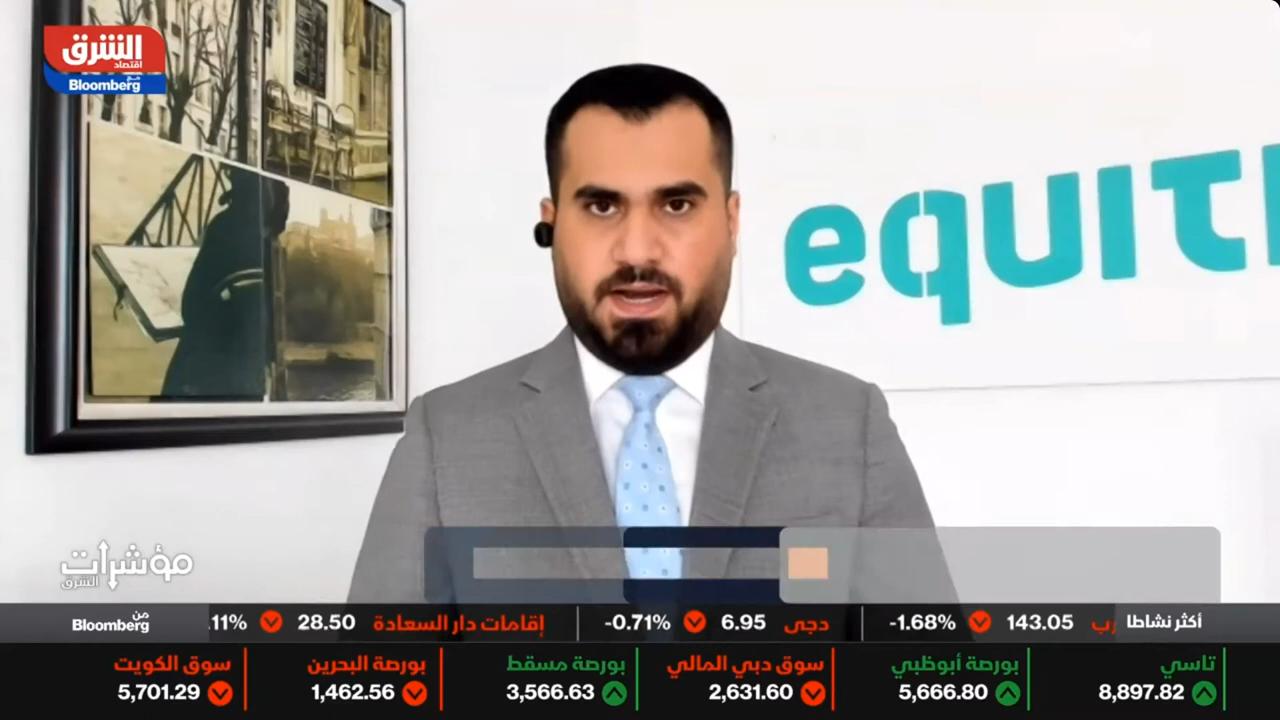 الشرق
اقتصاد
مع
Bloomberg
equiti
مؤشرات
الشرق
أكثر نشاطا
رب 143.05 -1.68%
دجى 6.95 -0.71%
إقامات دار السعادة 28.50 .11%
من
Bloomberg
تاسي
8,897.82
بورصة أبوظبي
5,666.80
سوق دبي المالي
2,631.60
بورصة مسقط
3,566.63
بورصة البحرين
1,462.56
سوق الكويت
5,701.29